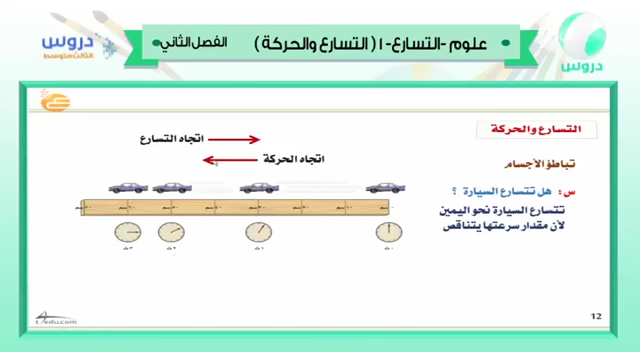 علوم -التسارع-١ ( التسارع والحركة )
الفصل الثاني
دروس
الثالث متوسط
دروس
التسارع والحركة
تباطؤ الأجسام
س : هل تتسارع السيارة ؟
تتسارع السيارة نحو اليمين
لأن مقدار سرعتها يتناقص
اتجاه التسارع
اتجاه الحركة
12